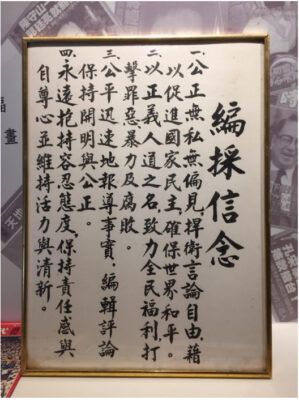 編採信念
一.公正無私無偏見,捍衛言論自由,藉
以促進國家民主,確保世界和平。
二.以正義人道之名,致力全民福利,打
擊罪惡暴力及腐敗。
三.公平迅速地報導事實,編輯評論
保持開明與公正。
四.永遠抱持容忍態度,保持責任感與
自尊心並維持活力與清新。